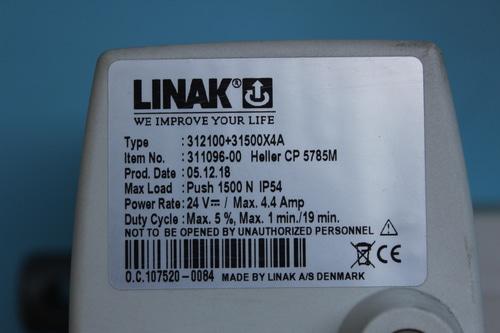 LINAK®
WE IMPROVE YOUR LIFE
Type : 312100+31500X4A
Item No. : 311096-00 Heller CP 5785M
Prod. Date : 05.12.18
Max Load : Push 1500 N IP54
Power Rate : 24 V⎓ / Max. 4.4 Amp
Duty Cycle : Max. 5 %, Max. 1 min./19 min.
NOT TO BE OPENED BY UNAUTHORIZED PERSONNEL
CE
O.C.107520-0084 MADE BY LINAK A/S DENMARK